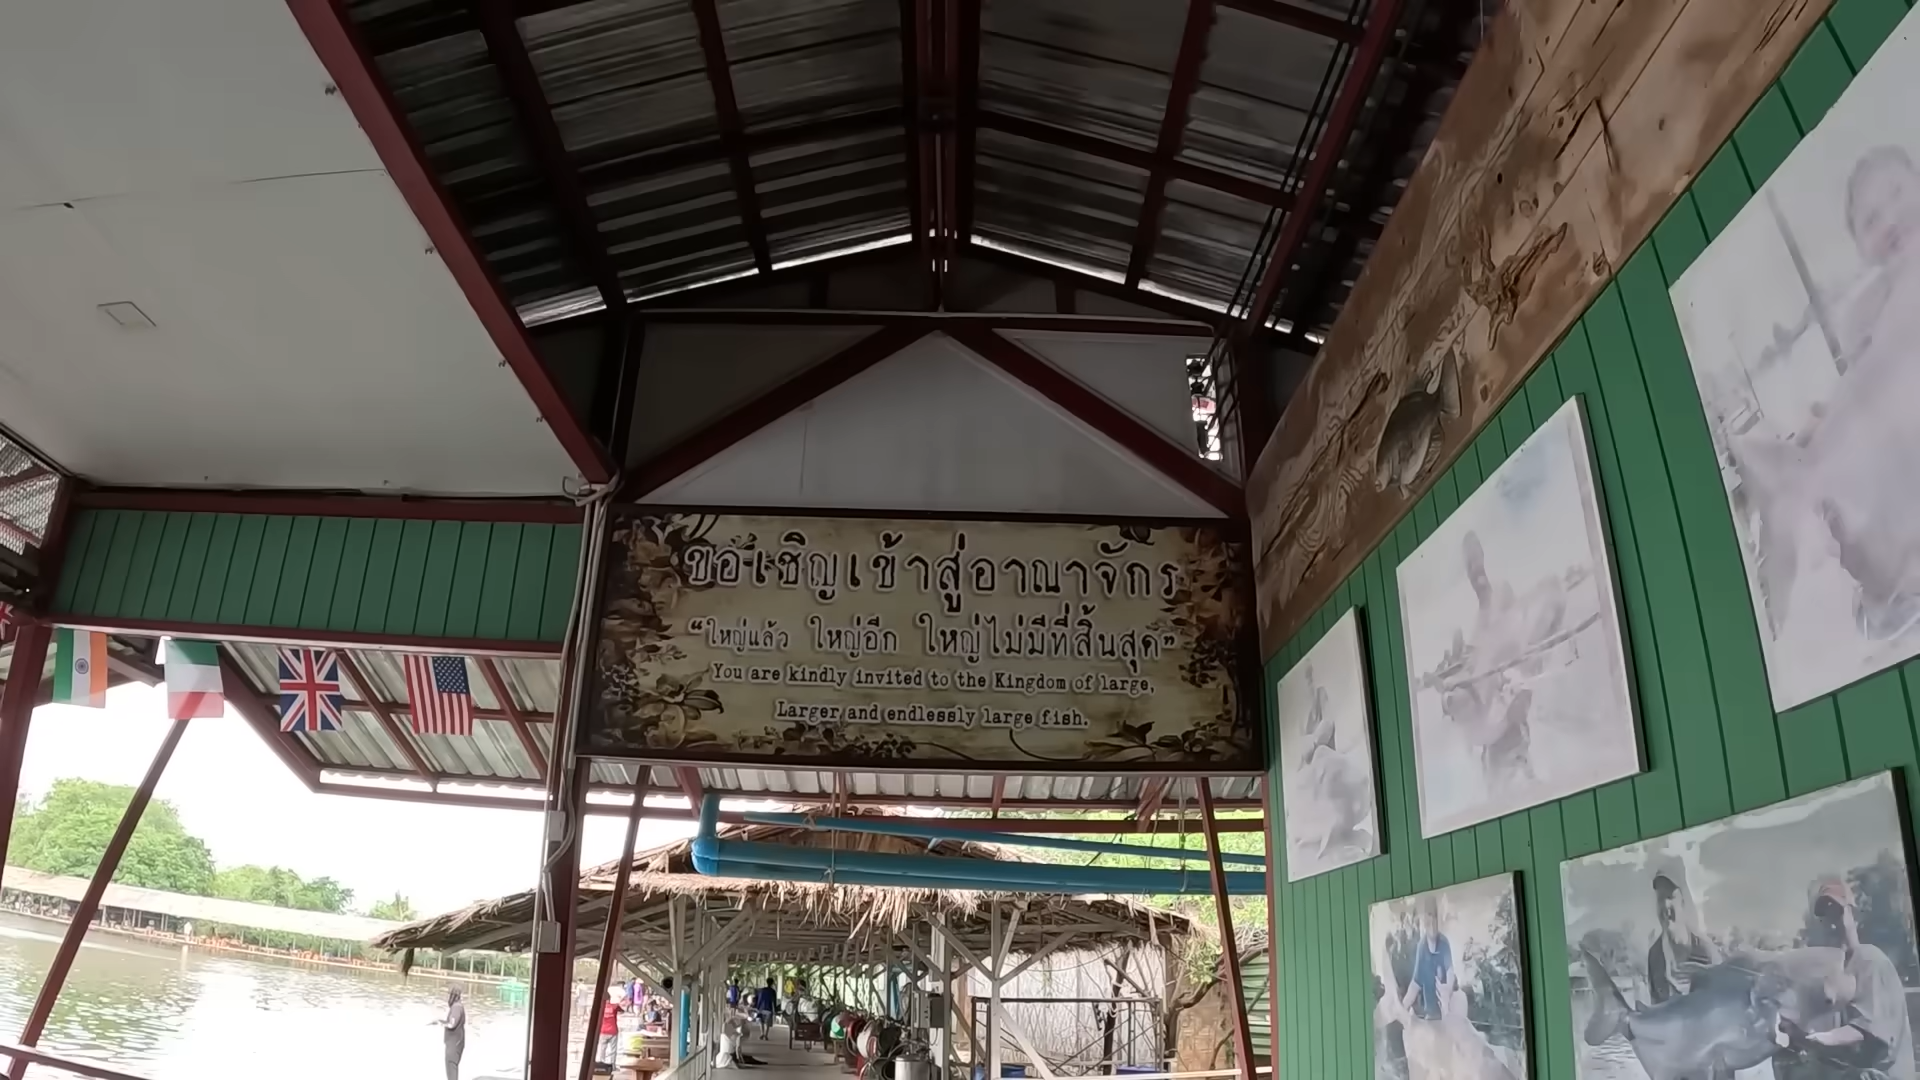 ขอเชิญเข้าสู่อาณาจักร
“ใหญ่แล้ว ใหญ่อีก ใหญ่ไม่มีที่สิ้นสุด”
You are kindly invited to the Kingdom of large,
Larger and endlessly large fish.